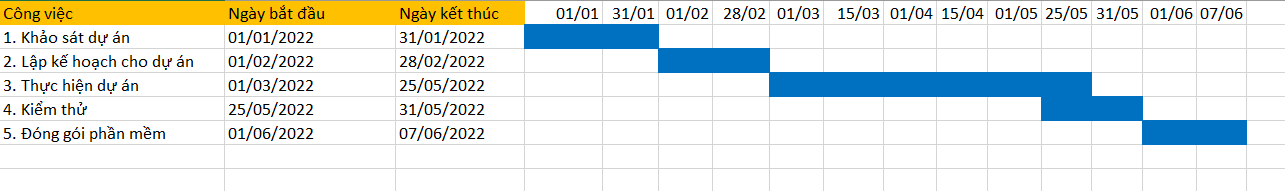 Công việc Ngày bắt đầu Ngày kết thúc 01/01 31/01 01/02 28/02 01/03 15/03 01/04 15/04 01/05 25/05 31/05 01/06 07/06
1. Khảo sát dự án 01/01/2022 31/01/2022
2. Lập kế hoạch cho dự án 01/02/2022 28/02/2022
3. Thực hiện dự án 01/03/2022 25/05/2022
4. Kiểm thử 25/05/2022 31/05/2022
5. Đóng gói phần mềm 01/06/2022 07/06/2022